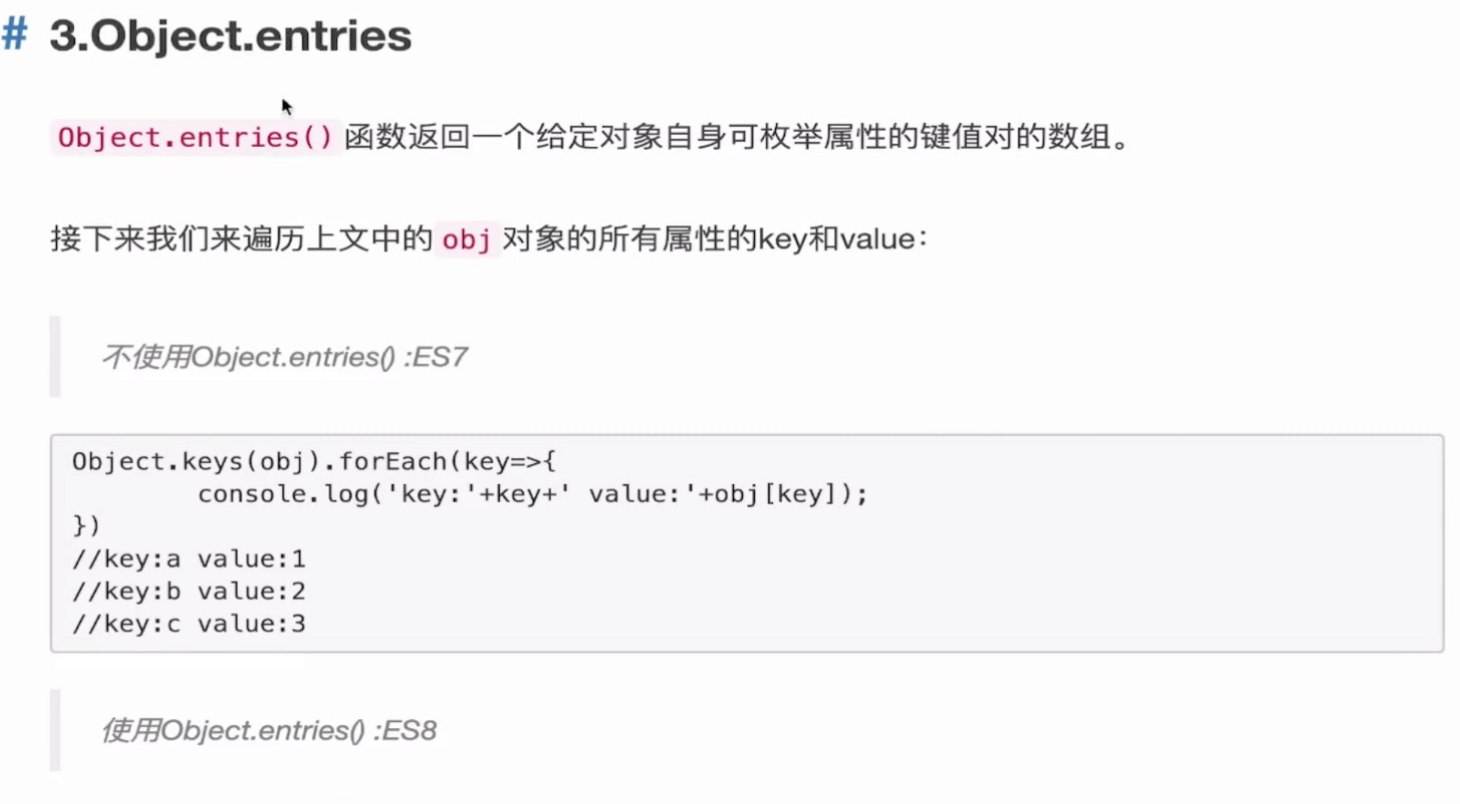 # 3.Object.entries
Object.entries() 函数返回一个给定对象自身可枚举属性的键值对的数组。
接下来我们来遍历上文中的 obj 对象的所有属性的key和value：
不使用Object.entries() :ES7
Object.keys(obj).forEach(key=>{
        console.log('key:'+key+' value:'+obj[key]);
})
//key:a value:1
//key:b value:2
//key:c value:3
使用Object.entries() :ES8